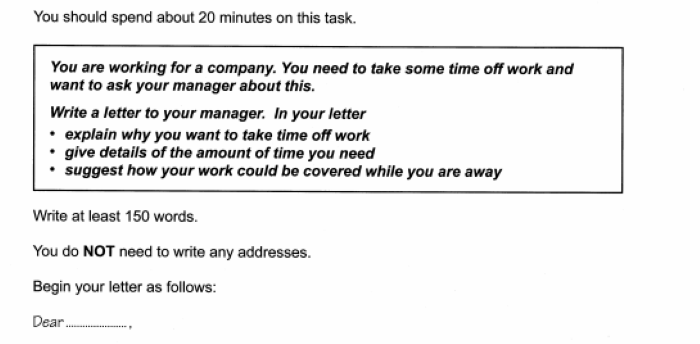 You should spend about 20 minutes on this task.
You are working for a company. You need to take some time off work and
want to ask your manager about this.
Write a letter to your manager. In your letter
• explain why you want to take time off work
• give details of the amount of time you need
• suggest how your work could be covered while you are away
Write at least 150 words.
You do NOT need to write any addresses.
Begin your letter as follows:
Dear ........................ ,